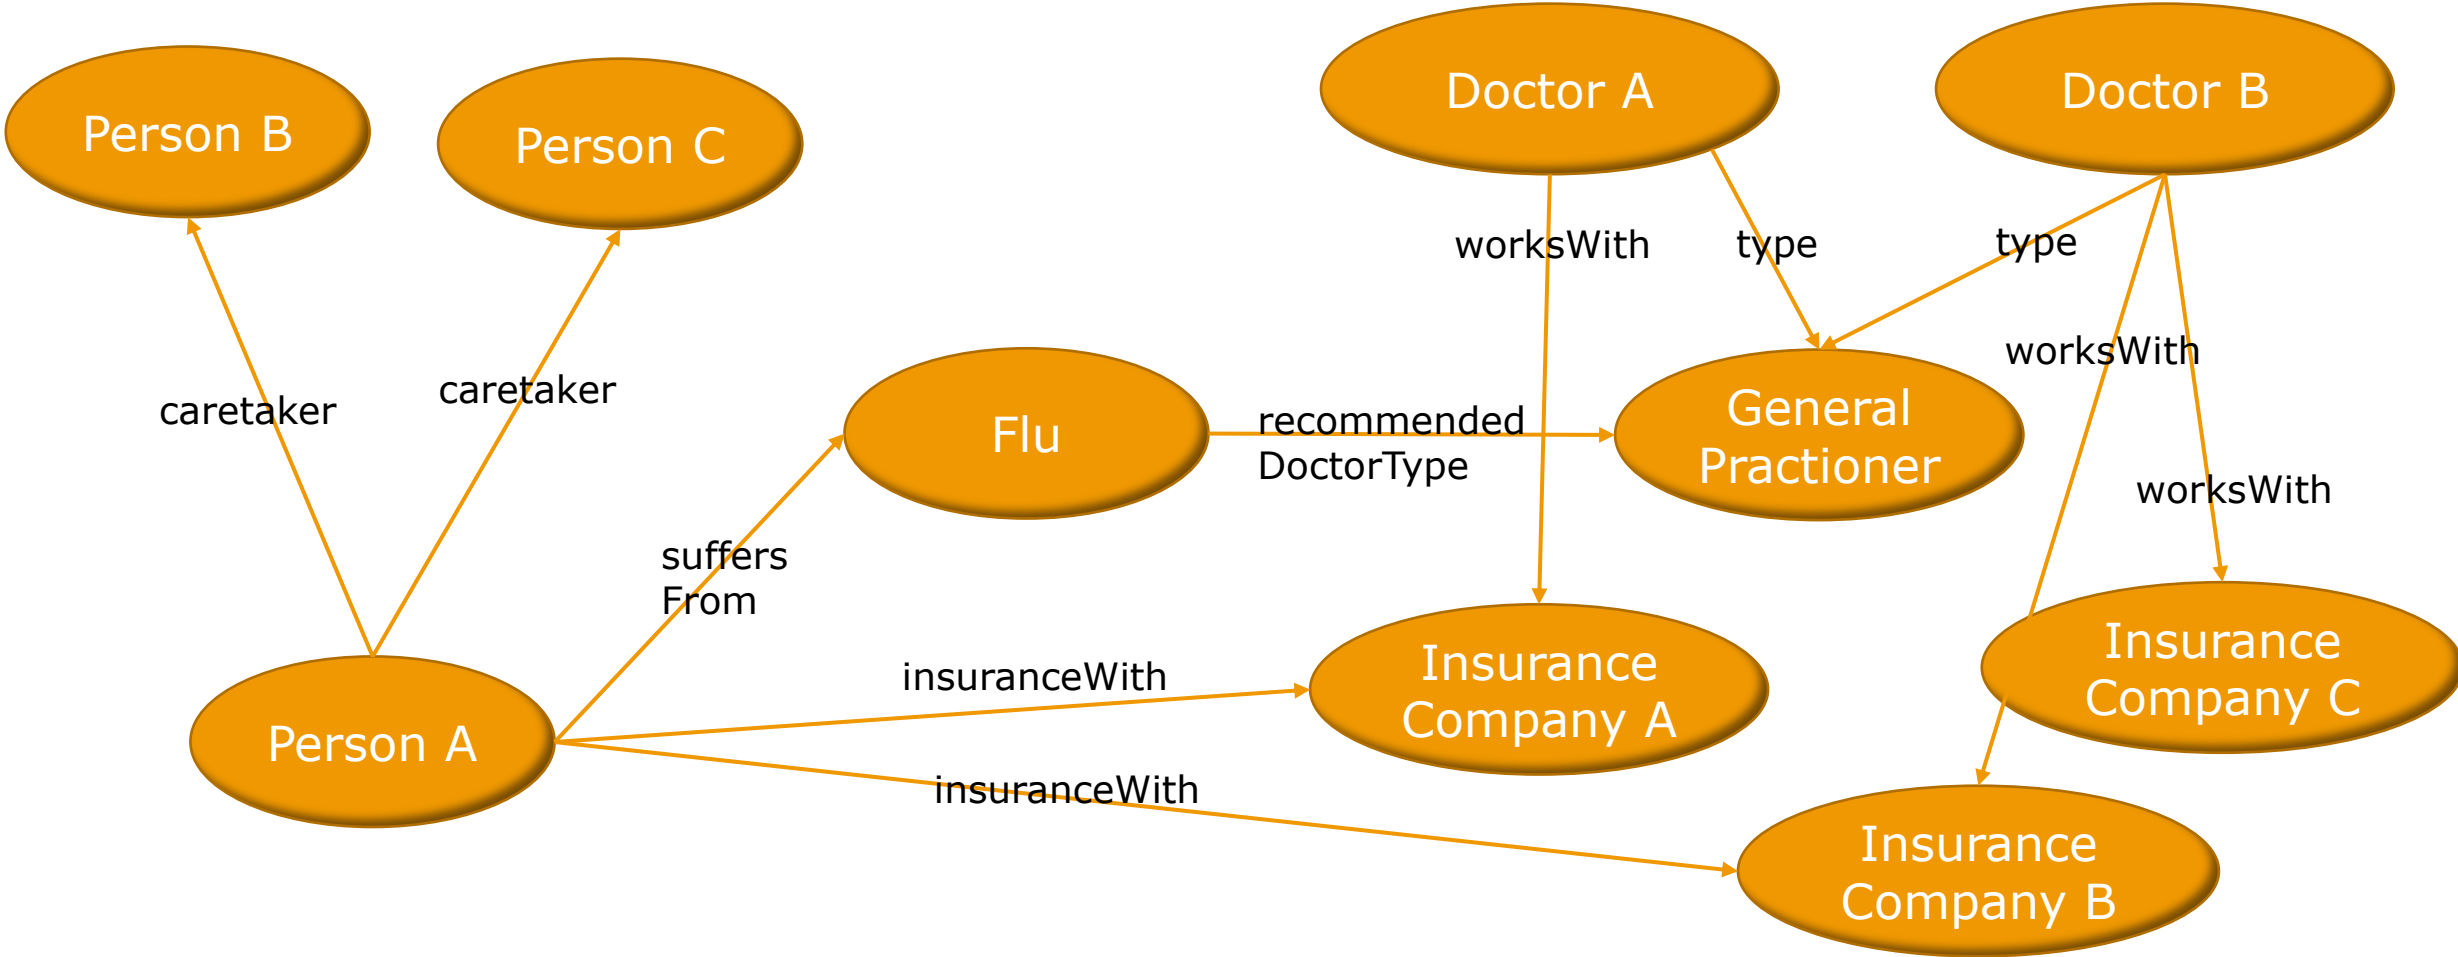 Person B
Person C
Doctor A
Doctor B
worksWith
type
type
worksWith
caretaker
caretaker
Flu
recommended
DoctorType
General
Practioner
worksWith
suffers
From
Person A
insuranceWith
Insurance
Company A
Insurance
Company C
insuranceWith
Insurance
Company B